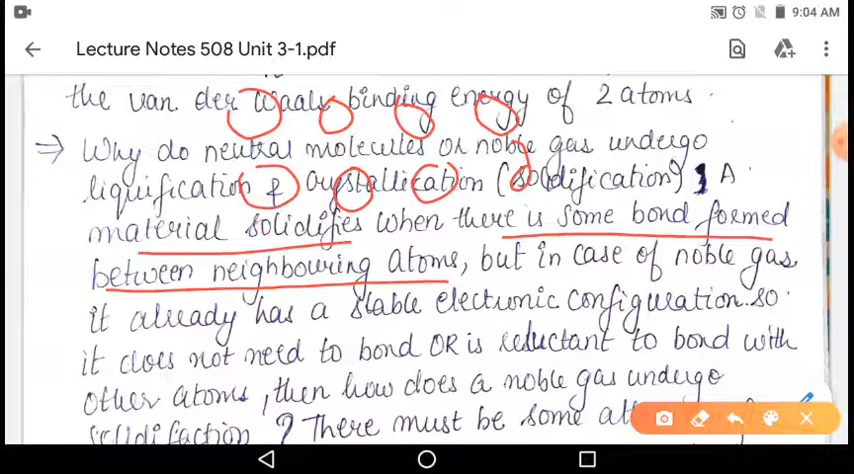 9:04 AM
Lecture Notes 508 Unit 3-1.pdf
the van der Waals binding energy of 2 atoms.
⇒ Why do neutral molecules or noble gas undergo
liquification & crystallication (solidification) ? A
material solidifies when there is some bond formed
between neighbouring atoms, but in case of noble gas
it already has a stable electronic configuration. so
it does not need to bond OR is reluctant to bond with
other atoms, then how does a noble gas undergo
solidifaction ? There must be some